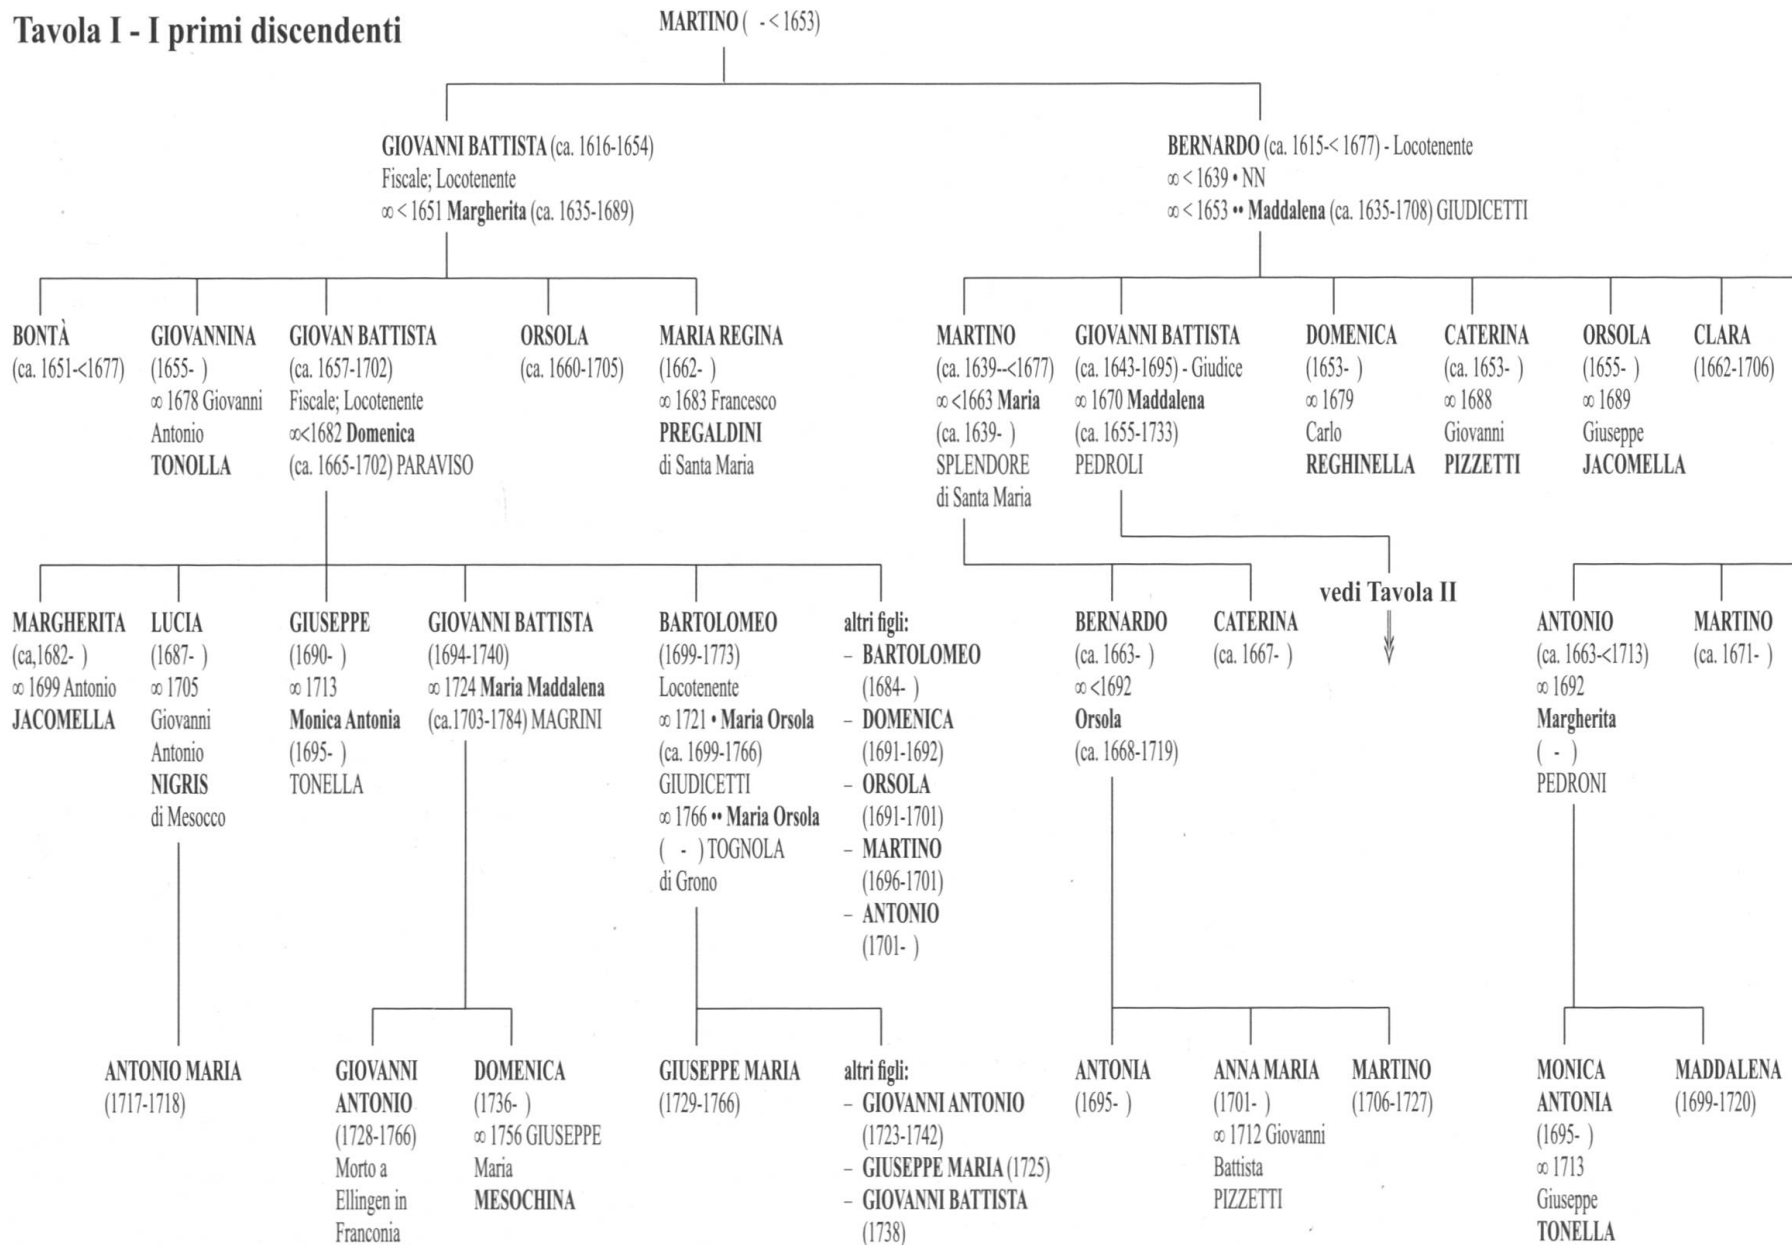 Tavola I - I primi discendenti
MARTINO ( - < 1653)
GIOVANNI BATTISTA (ca. 1616-1654)
Fiscale; Locotenente
∞ < 1651 Margherita (ca. 1635-1689)
BERNARDO (ca. 1615-< 1677) - Locotenente
∞ < 1639 • NN
∞ < 1653 •• Maddalena (ca. 1635-1708) GIUDICETTI
BONTÀ
(ca. 1651-<1677)
GIOVANNINA
(1655- )
∞ 1678 Giovanni
Antonio
TONOLLA
GIOVAN BATTISTA
(ca. 1657-1702)
Fiscale; Locotenente
∞<1682 Domenica
(ca. 1665-1702) PARAVISO
ORSOLA
(ca. 1660-1705)
MARIA REGINA
(1662- )
∞ 1683 Francesco
PREGALDINI
di Santa Maria
MARTINO
(ca. 1639--<1677)
∞ <1663 Maria
(ca. 1639- )
SPLENDORE
di Santa Maria
GIOVANNI BATTISTA
(ca. 1643-1695) - Giudice
∞ 1670 Maddalena
(ca. 1655-1733)
PEDROLI
DOMENICA
(1653- )
∞ 1679
Carlo
REGHINELLA
CATERINA
(ca. 1653- )
∞ 1688
Giovanni
PIZZETTI
ORSOLA
(1655- )
∞ 1689
Giuseppe
JACOMELLA
CLARA
(1662-1706)
MARGHERITA
(ca,1682- )
∞ 1699 Antonio
JACOMELLA
LUCIA
(1687- )
∞ 1705
Giovanni
Antonio
NIGRIS
di Mesocco
GIUSEPPE
(1690- )
∞ 1713
Monica Antonia
(1695- )
TONELLA
GIOVANNI BATTISTA
(1694-1740)
∞ 1724 Maria Maddalena
(ca.1703-1784) MAGRINI
BARTOLOMEO
(1699-1773)
Locotenente
∞ 1721 • Maria Orsola
(ca. 1699-1766)
GIUDICETTI
∞ 1766 •• Maria Orsola
( - ) TOGNOLA
di Grono
altri figli:
– BARTOLOMEO
(1684- )
– DOMENICA
(1691-1692)
– ORSOLA
(1691-1701)
– MARTINO
(1696-1701)
– ANTONIO
(1701- )
BERNARDO
(ca. 1663- )
∞ <1692
Orsola
(ca. 1668-1719)
CATERINA
(ca. 1667- )
vedi Tavola II
ANTONIO
(ca. 1663-<1713)
∞ 1692
Margherita
( - )
PEDRONI
MARTINO
(ca. 1671- )
ANTONIO MARIA
(1717-1718)
GIOVANNI
ANTONIO
(1728-1766)
Morto a
Ellingen in
Franconia
DOMENICA
(1736- )
∞ 1756 GIUSEPPE
Maria
MESOCHINA
GIUSEPPE MARIA
(1729-1766)
altri figli:
– GIOVANNI ANTONIO
(1723-1742)
– GIUSEPPE MARIA (1725)
– GIOVANNI BATTISTA
(1738)
ANTONIA
(1695- )
ANNA MARIA
(1701- )
∞ 1712 Giovanni
Battista
PIZZETTI
MARTINO
(1706-1727)
MONICA
ANTONIA
(1695- )
∞ 1713
Giuseppe
TONELLA
MADDALENA
(1699-1720)